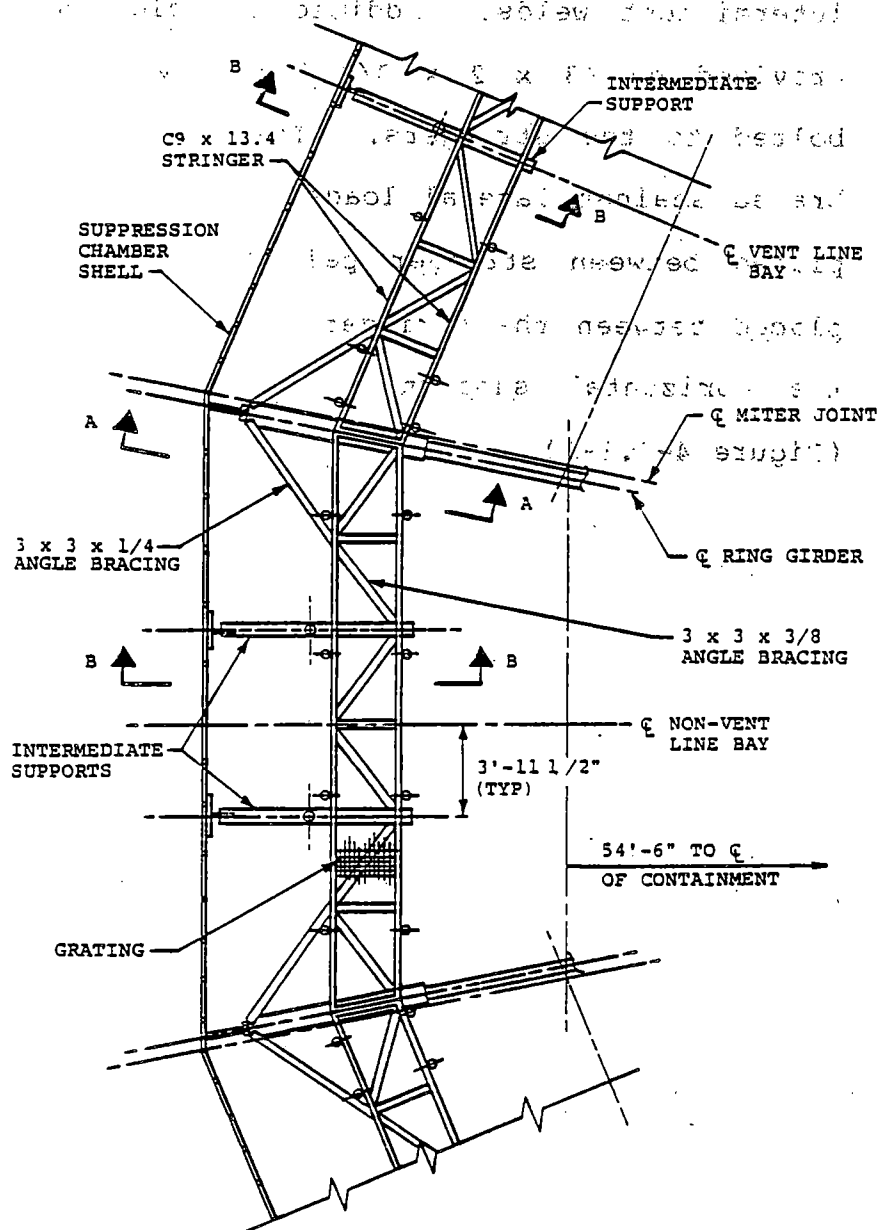 B
INTERMEDIATE
SUPPORT
C9 x 13.4
STRINGER
B
SUPPRESSION
CHAMBER
SHELL
℄ VENT LINE
BAY
A
℄ MITER JOINT
A
3 x 3 x 1/4
ANGLE BRACING
℄ RING GIRDER
3 x 3 x 3/8
ANGLE BRACING
B
B
℄ NON-VENT
LINE BAY
INTERMEDIATE
SUPPORTS
3'-11 1/2"
(TYP)
54'-6" TO ℄
OF CONTAINMENT
GRATING